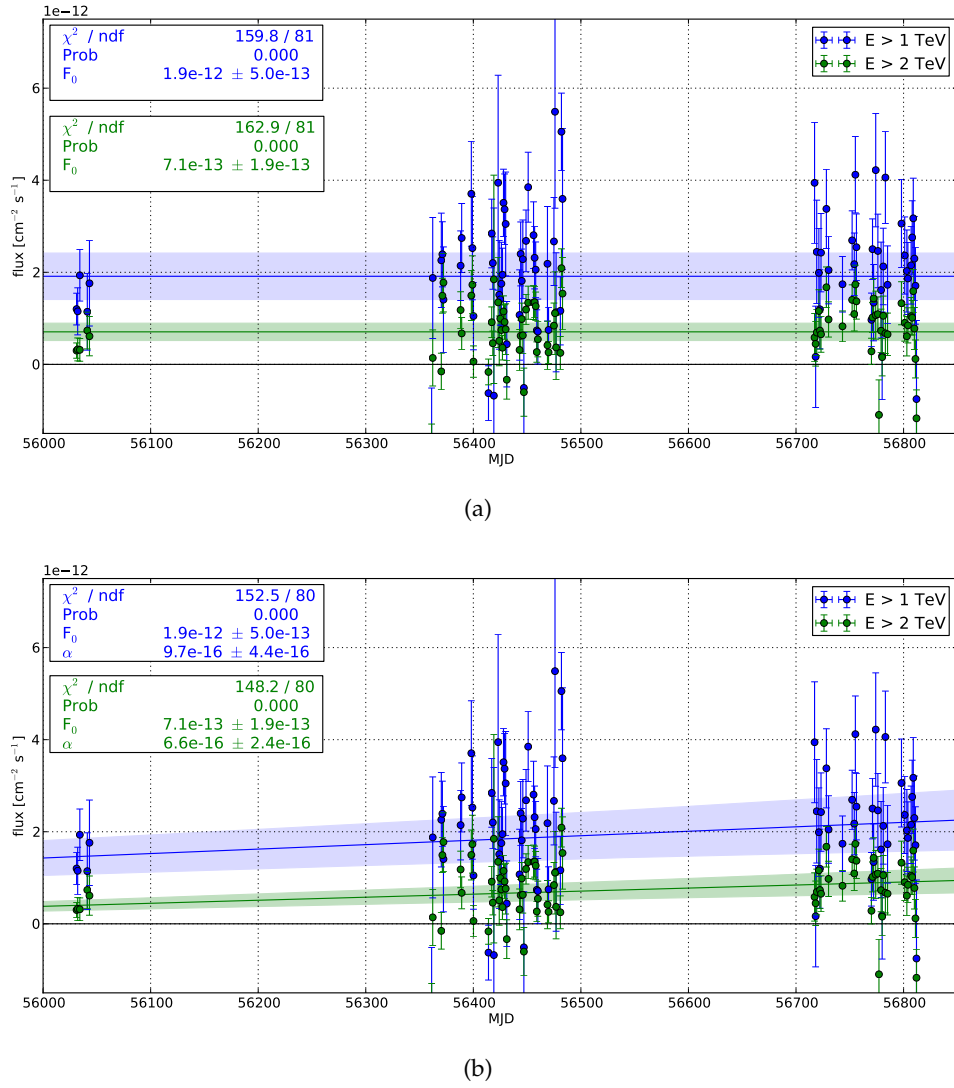 1e−12
χ² / ndf 159.8 / 81
Prob 0.000
F₀ 1.9e-12 ± 5.0e-13
χ² / ndf 162.9 / 81
Prob 0.000
F₀ 7.1e-13 ± 1.9e-13
E > 1 TeV
E > 2 TeV
6
4
2
0
flux [cm⁻² s⁻¹]
56000 56100 56200 56300 56400 56500 56600 56700 56800
MJD
(a)
1e−12
χ² / ndf 152.5 / 80
Prob 0.000
F₀ 1.9e-12 ± 5.0e-13
α 9.7e-16 ± 4.4e-16
χ² / ndf 148.2 / 80
Prob 0.000
F₀ 7.1e-13 ± 1.9e-13
α 6.6e-16 ± 2.4e-16
E > 1 TeV
E > 2 TeV
6
4
2
0
flux [cm⁻² s⁻¹]
56000 56100 56200 56300 56400 56500 56600 56700 56800
MJD
(b)